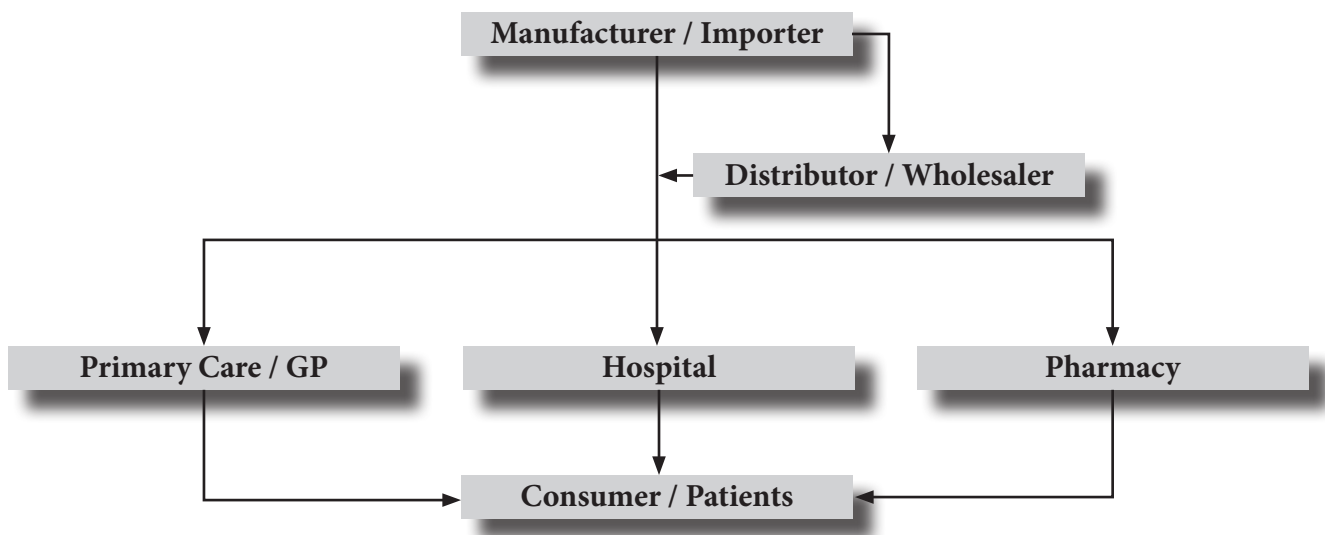 Manufacturer / Importer
Distributor / Wholesaler
Primary Care / GP
Hospital
Pharmacy
Consumer / Patients